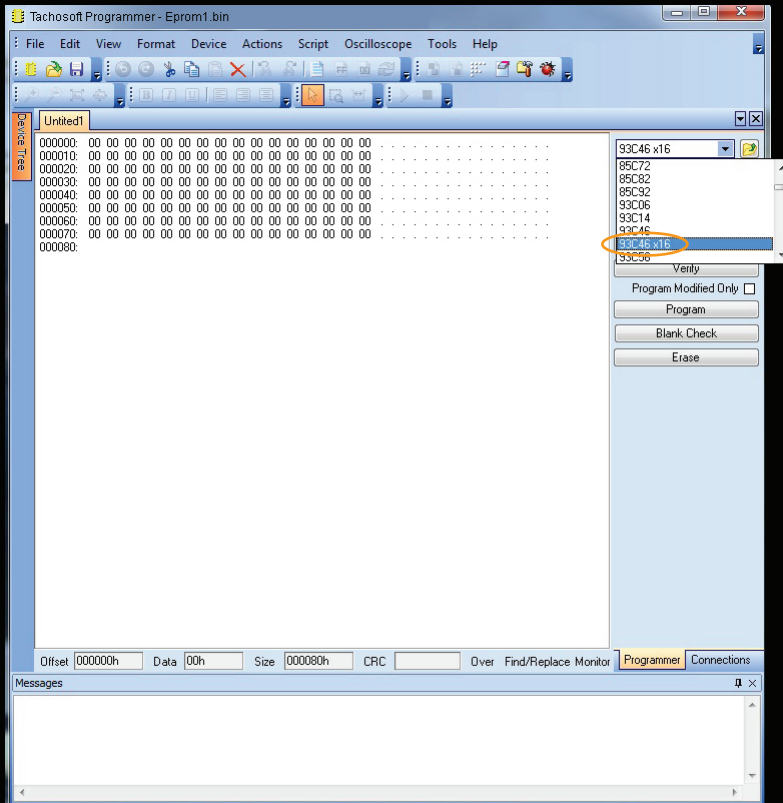 Tachosoft Programmer - Eprom1.bin
File Edit View Format Device Actions Script Oscilloscope Tools Help
B I U
Device Tree
Untited1
000000: 00 00 00 00 00 00 00 00 00 00 00 00 00 00 00 00 . . . . . . . . . . . . . . . .
000010: 00 00 00 00 00 00 00 00 00 00 00 00 00 00 00 00 . . . . . . . . . . . . . . . .
000020: 00 00 00 00 00 00 00 00 00 00 00 00 00 00 00 00 . . . . . . . . . . . . . . . .
000030: 00 00 00 00 00 00 00 00 00 00 00 00 00 00 00 00 . . . . . . . . . . . . . . . .
000040: 00 00 00 00 00 00 00 00 00 00 00 00 00 00 00 00 . . . . . . . . . . . . . . . .
000050: 00 00 00 00 00 00 00 00 00 00 00 00 00 00 00 00 . . . . . . . . . . . . . . . .
000060: 00 00 00 00 00 00 00 00 00 00 00 00 00 00 00 00 . . . . . . . . . . . . . . . .
000070: 00 00 00 00 00 00 00 00 00 00 00 00 00 00 00 00 . . . . . . . . . . . . . . . .
000080:
93C46 x16
85C72
85C82
85C92
93C06
93C14
93C46
93C46 x16
93C56
Verify
Program Modified Only
Program
Blank Check
Erase
Offset 000000h Data 00h Size 000080h CRC Over Find/Replace Monitor
Programmer Connections
Messages